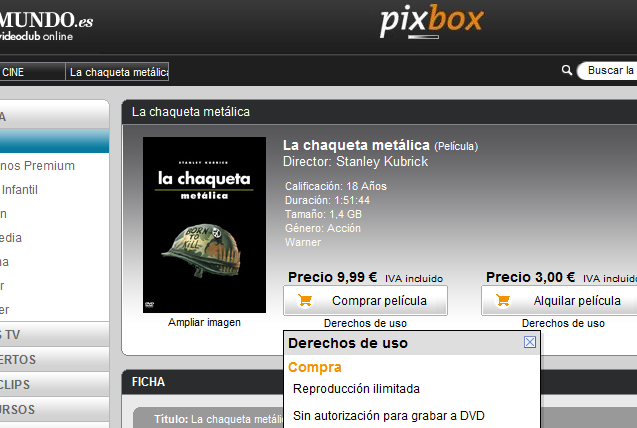 MUNDO.es
videoclub online
pixbox
CINE
La chaqueta metálica
Buscar la
A
La chaqueta metálica
nos Premium
Infantil
n
edia
na
r
er
S TV
ERTOS
CLIPS
URSOS
STANLEY KUBRICK
la chaqueta
metálica
BORN TO KILL
DVD
Ampliar imagen
La chaqueta metálica (Película)
Director: Stanley Kubrick
Calificación: 18 Años
Duración: 1:51:44
Tamaño: 1,4 GB
Género: Acción
Warner
Precio 9,99 € IVA incluido
Comprar película
Derechos de uso
Precio 3,00 € IVA incluido
Alquilar película
Derechos de uso
Derechos de uso
Compra
Reproducción ilimitada
Sin autorización para grabar a DVD
FICHA
Título: La chaqueta metáli